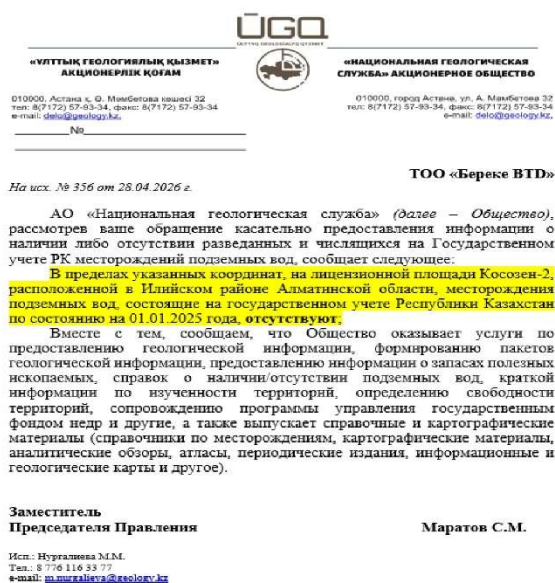 ŪGQ
«ҰЛТТЫҚ ГЕОЛОГИЯЛЫҚ ҚЫЗМЕТ»
АКЦИОНЕРЛІК ҚОҒАМ
«НАЦИОНАЛЬНАЯ ГЕОЛОГИЧЕСКАЯ
СЛУЖБА» АКЦИОНЕРНОЕ ОБЩЕСТВО
010000, Астана қ. Ә. Мәмбетова көшесі 32
тел: 8(7172) 57-93-34, факс: 8(7172) 57-93-34
e-mail: delo@geology.kz,
010000, город Астана, ул. А. Мамбетова 32
тел: 8(7172) 57-93-34, факс: 8(7172) 57-93-34
e-mail: delo@geology.kz,
№
ТОО «Береке BTD»
На исх. № 356 от 28.04.2026 г.
АО «Национальная геологическая служба» (далее – Общество),
рассмотрев ваше обращение касательно предоставления информации о
наличии либо отсутствии разведанных и числящихся на Государственном
учете РК месторождений подземных вод, сообщает следующее:
В пределах указанных координат, на лицензионной площади Косозен-2,
расположенной в Илийском районе Алматинской области, месторождения
подземных вод, состоящие на государственном учете Республики Казахстан
по состоянию на 01.01.2025 года, отсутствуют;
Вместе с тем, сообщаем, что Общество оказывает услуги по
предоставлению геологической информации, формированию пакетов
геологической информации, предоставлению информации о запасах полезных
ископаемых, справок о наличии/отсутствии подземных вод, краткой
информации по изученности территорий, определению свободности
территорий, сопровождению программы управления государственным
фондом недр и другие, а также выпускает справочные и картографические
материалы (справочники по месторождениям, картографические материалы,
аналитические обзоры, атласы, периодические издания, информационные и
геологические карты и другое).
Заместитель
Председателя Правления
Маратов С.М.
Исп.: Нургалиева М.М.
Тел.: 8 776 116 33 77
e-mail: m.nurgalieva@geology.kz